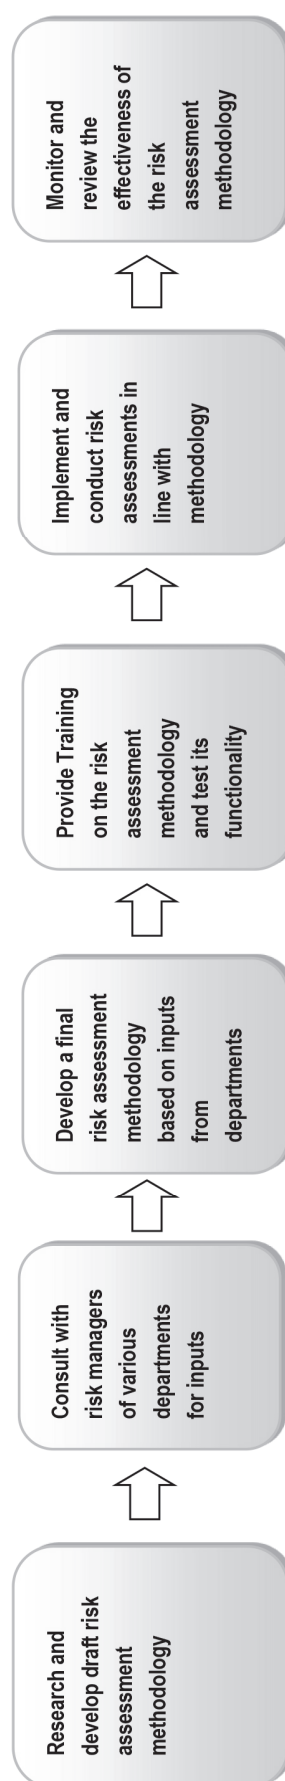 Research and
develop draft risk
assessment
methodology
Consult with
risk managers
of various
departments
for inputs
Develop a final
risk assessment
methodology
based on inputs
from
departments
Provide Training
on the risk
assessment
methodology
and test its
functionality
Implement and
conduct risk
assessments in
line with
methodology
Monitor and
review the
effectiveness of
the risk
assessment
methodology